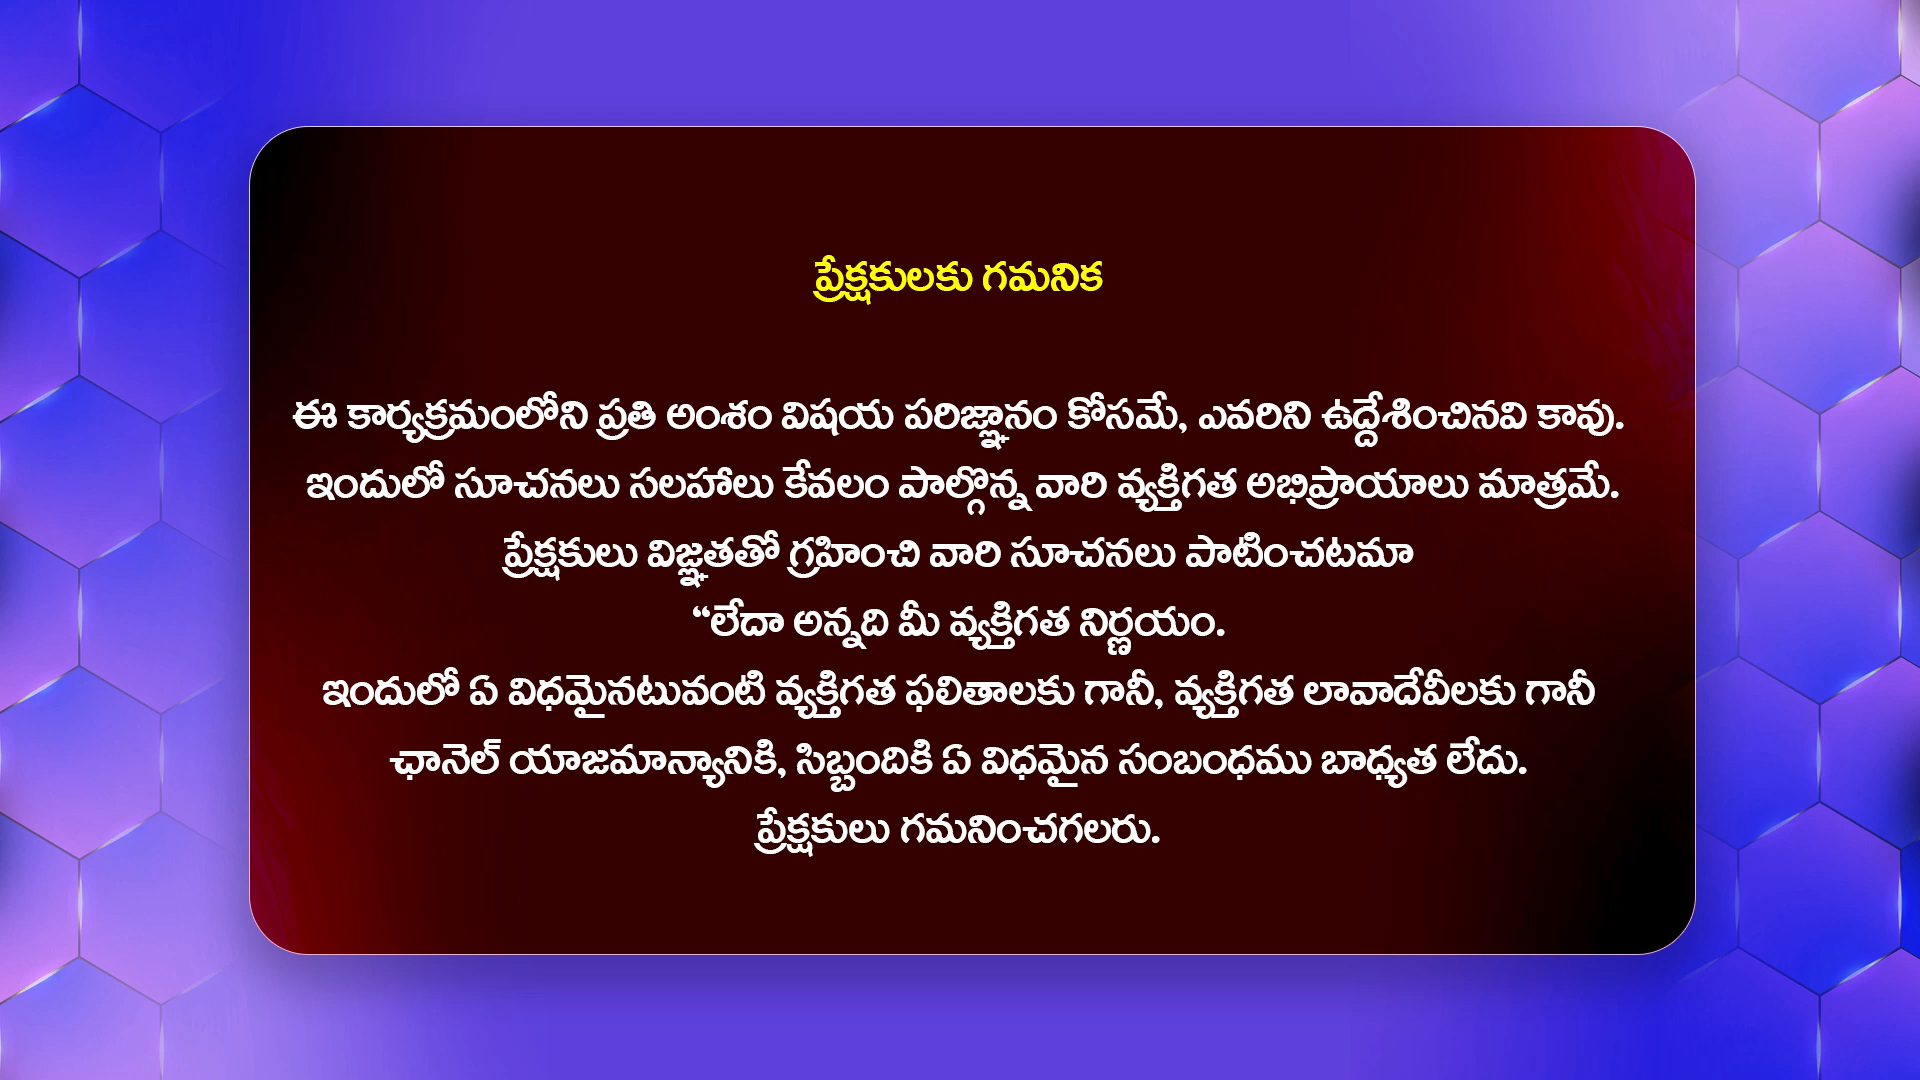 ప్రేక్షకులకు గమనిక
ఈ కార్యక్రమంలోని ప్రతి అంశం విషయ పరిజ్ఞానం కోసమే, ఎవరిని ఉద్దేశించినవి కావు.
ఇందులో సూచనలు సలహాలు కేవలం పాల్గొన్న వారి వ్యక్తిగత అభిప్రాయాలు మాత్రమే.
ప్రేక్షకులు విజ్ఞతతో గ్రహించి వారి సూచనలు పాటించటమా
“లేదా అన్నది మీ వ్యక్తిగత నిర్ణయం.
ఇందులో ఏ విధమైనటువంటి వ్యక్తిగత ఫలితాలకు గానీ, వ్యక్తిగత లావాదేవీలకు గానీ
ఛానెల్ యాజమాన్యానికి, సిబ్బందికి ఏ విధమైన సంబంధము బాధ్యత లేదు.
ప్రేక్షకులు గమనించగలరు.